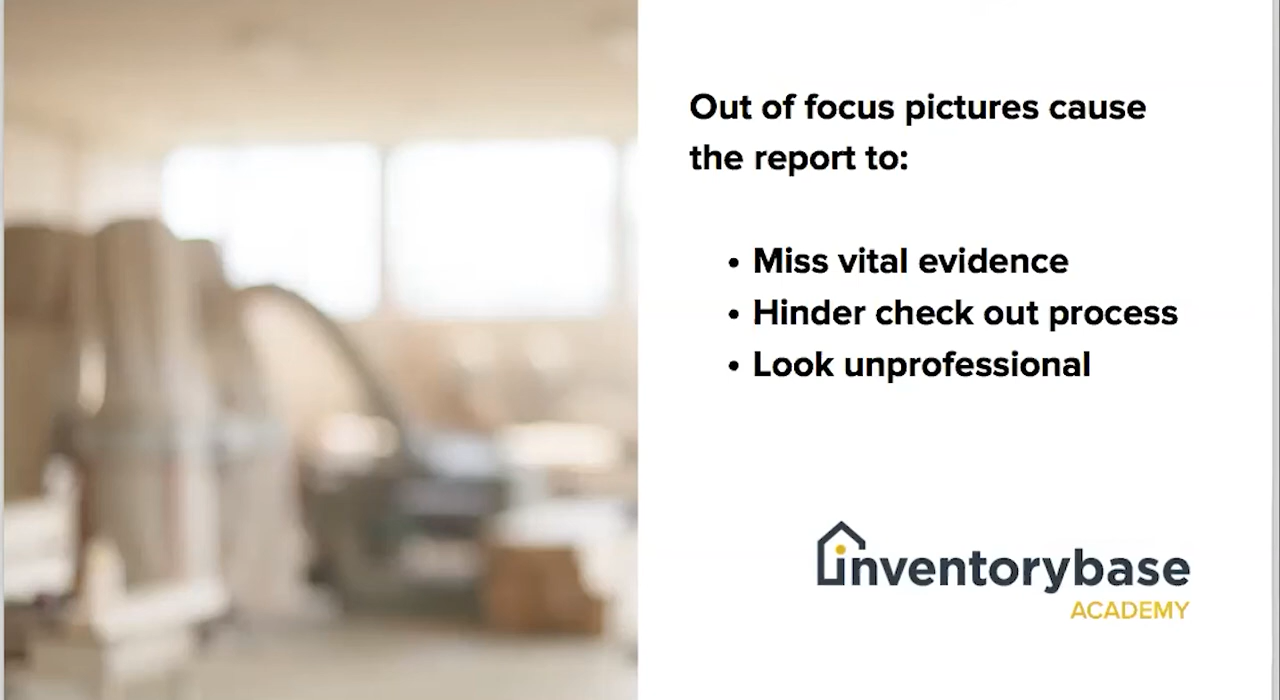 Out of focus pictures cause
the report to:
• Miss vital evidence
• Hinder check out process
• Look unprofessional
inventorybase
ACADEMY